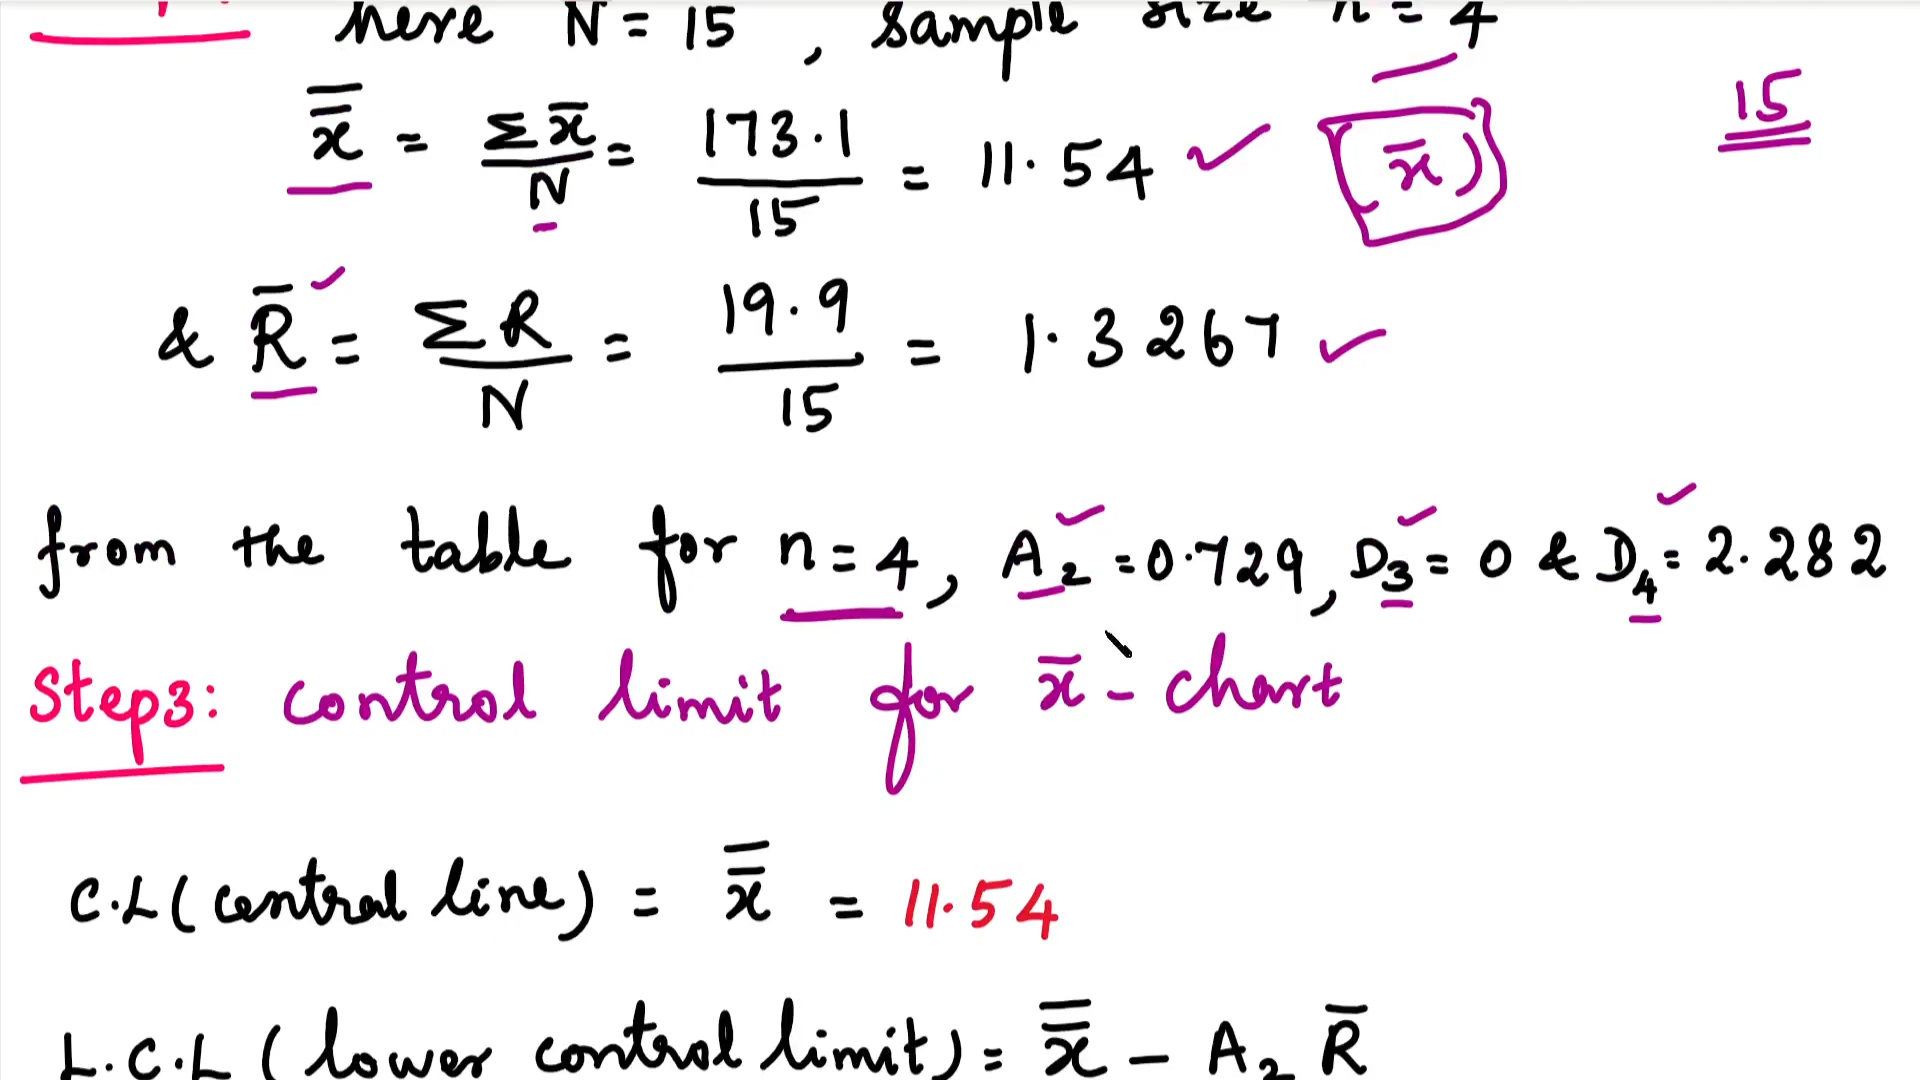 here N = 15 , sample size n = 4
15
x̿ = Σx̄/N = 173.1/15 = 11.54 (x̄)
& R̄ = ΣR/N = 19.9/15 = 1.3267
from the table for n = 4, A₂ = 0.729, D₃ = 0 & D₄ = 2.282
Step3: control limit for x̄ - chart
C.L (central line) = x̿ = 11.54
L.C.L (lower control limit) = x̿ - A₂ R̄